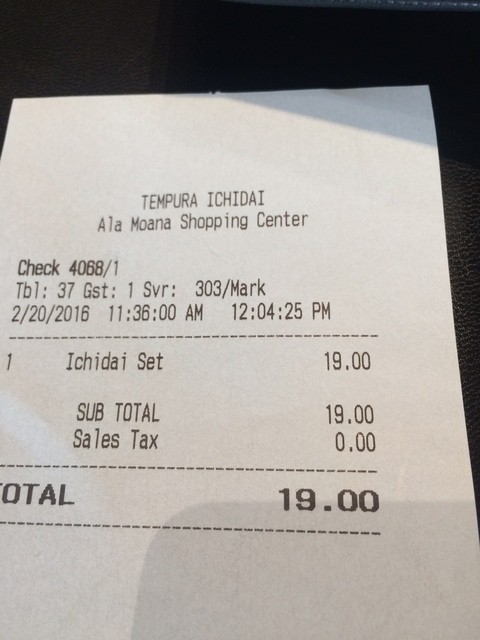 TEMPURA ICHIDAI
Ala Moana Shopping Center
Check 4068/1
Tbl: 37 Gst: 1 Svr: 303/Mark
2/20/2016 11:36:00 AM 12:04:25 PM
1 Ichidai Set 19.00
SUB TOTAL 19.00
Sales Tax 0.00
OTAL 19.00